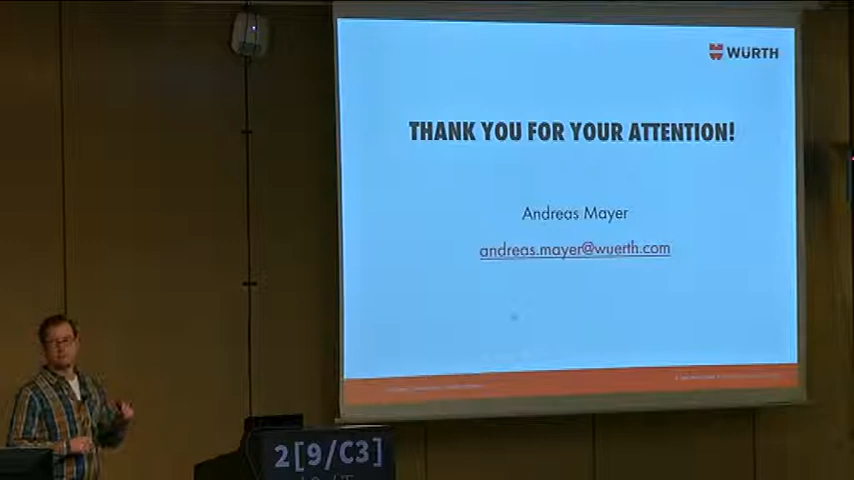 WÜRTH
THANK YOU FOR YOUR ATTENTION!
Andreas Mayer
andreas.mayer@wuerth.com
2[9/C3]